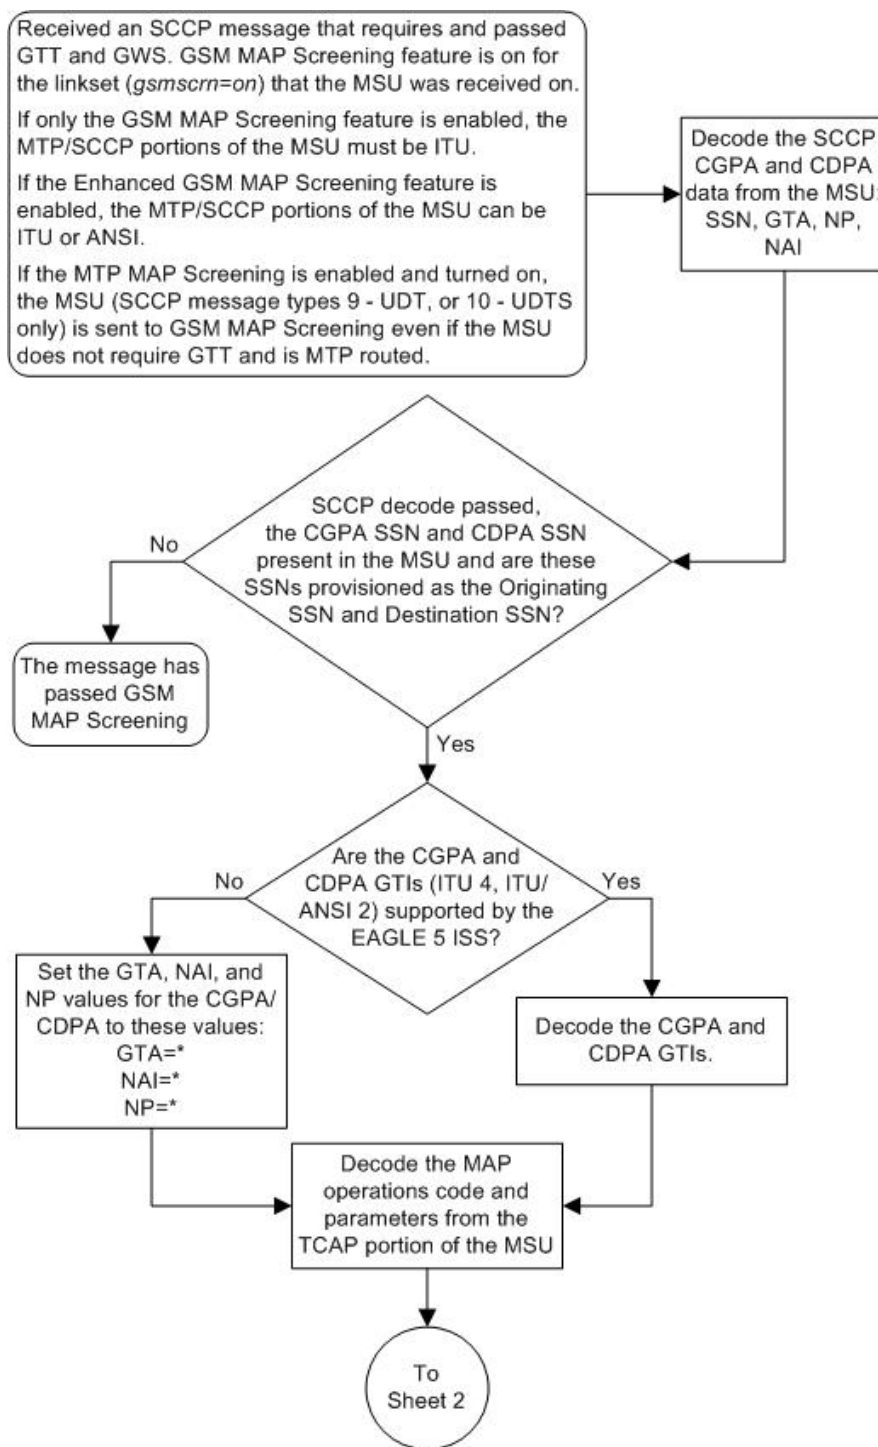 Received an SCCP message that requires and passed
GTT and GWS. GSM MAP Screening feature is on for
the linkset (gsmscrn=on) that the MSU was received on.
If only the GSM MAP Screening feature is enabled, the
MTP/SCCP portions of the MSU must be ITU.
If the Enhanced GSM MAP Screening feature is
enabled, the MTP/SCCP portions of the MSU can be
ITU or ANSI.
If the MTP MAP Screening is enabled and turned on,
the MSU (SCCP message types 9 - UDT, or 10 - UDTS
only) is sent to GSM MAP Screening even if the MSU
does not require GTT and is MTP routed.
Decode the SCCP
CGPA and CDPA
data from the MSU:
SSN, GTA, NP,
NAI
SCCP decode passed,
the CGPA SSN and CDPA SSN
present in the MSU and are these
SSNs provisioned as the Originating
SSN and Destination SSN?
No
The message has
passed GSM
MAP Screening
Yes
Are the CGPA and
CDPA GTIs (ITU 4, ITU/
ANSI 2) supported by the
EAGLE 5 ISS?
No
Yes
Set the GTA, NAI, and
NP values for the CGPA/
CDPA to these values:
GTA=*
NAI=*
NP=*
Decode the CGPA and
CDPA GTIs.
Decode the MAP
operations code and
parameters from the
TCAP portion of the MSU
To
Sheet 2